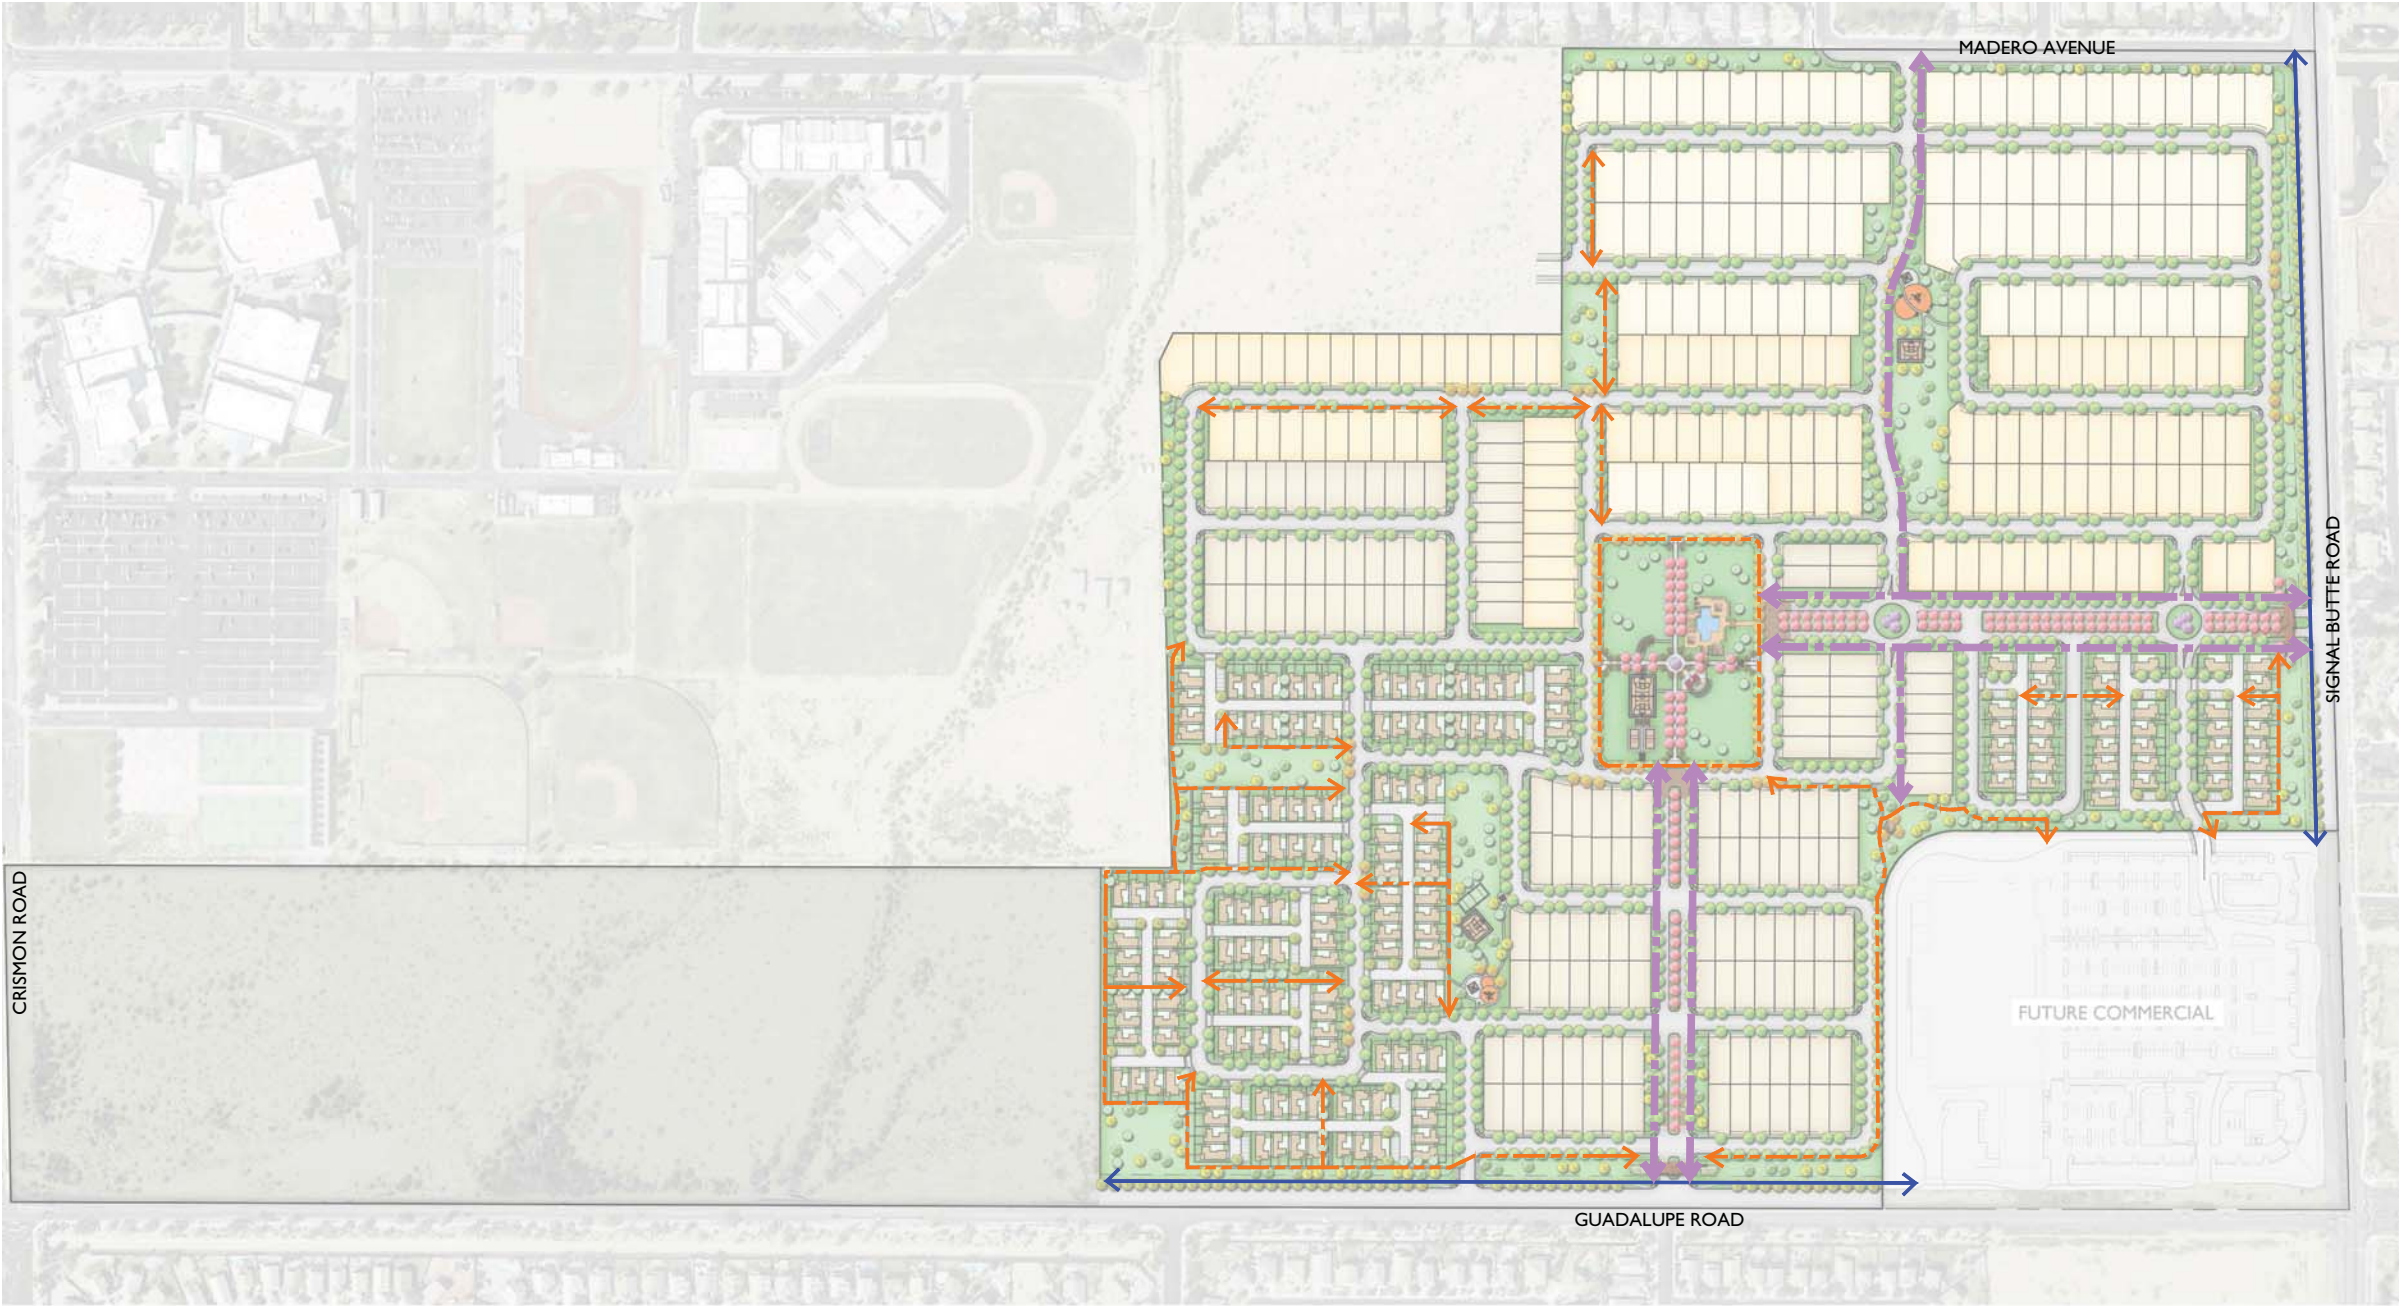 MADERO AVENUE
SIGNAL BUTTE ROAD
CRISMON ROAD
FUTURE COMMERCIAL
GUADALUPE ROAD